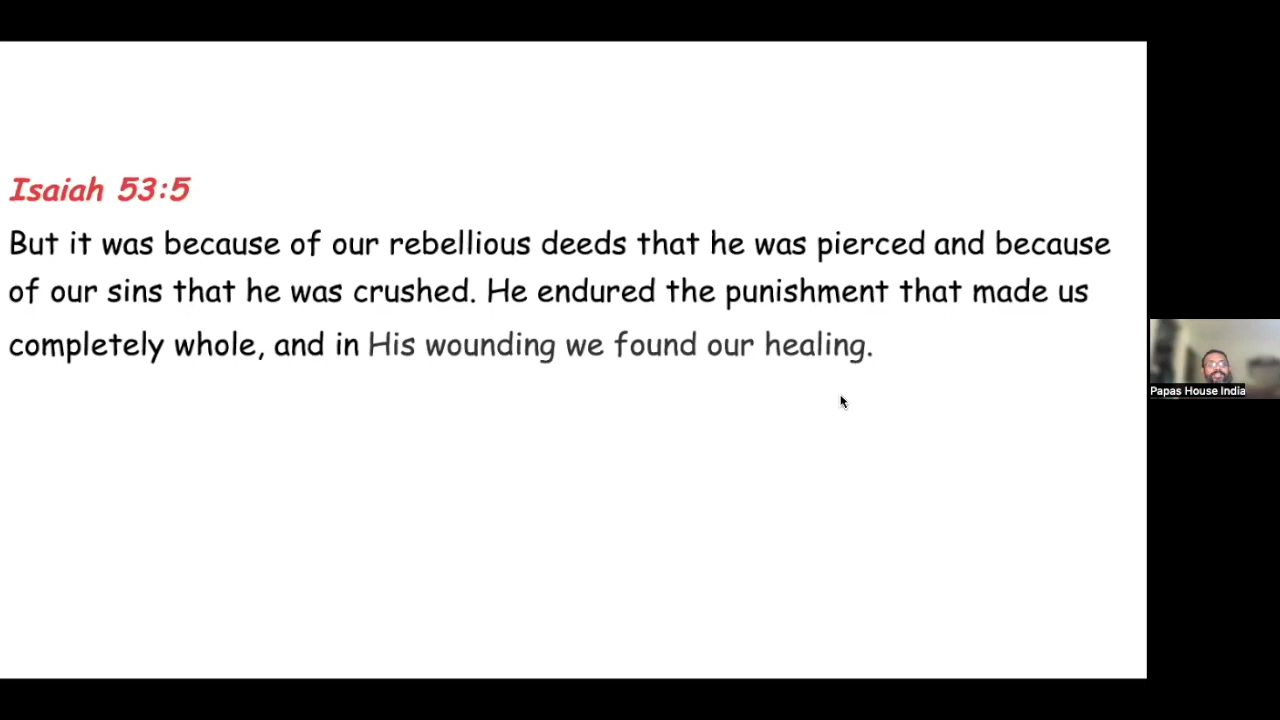 Isaiah 53:5
But it was because of our rebellious deeds that he was pierced and because
of our sins that he was crushed. He endured the punishment that made us
completely whole, and in His wounding we found our healing.
Papas House India